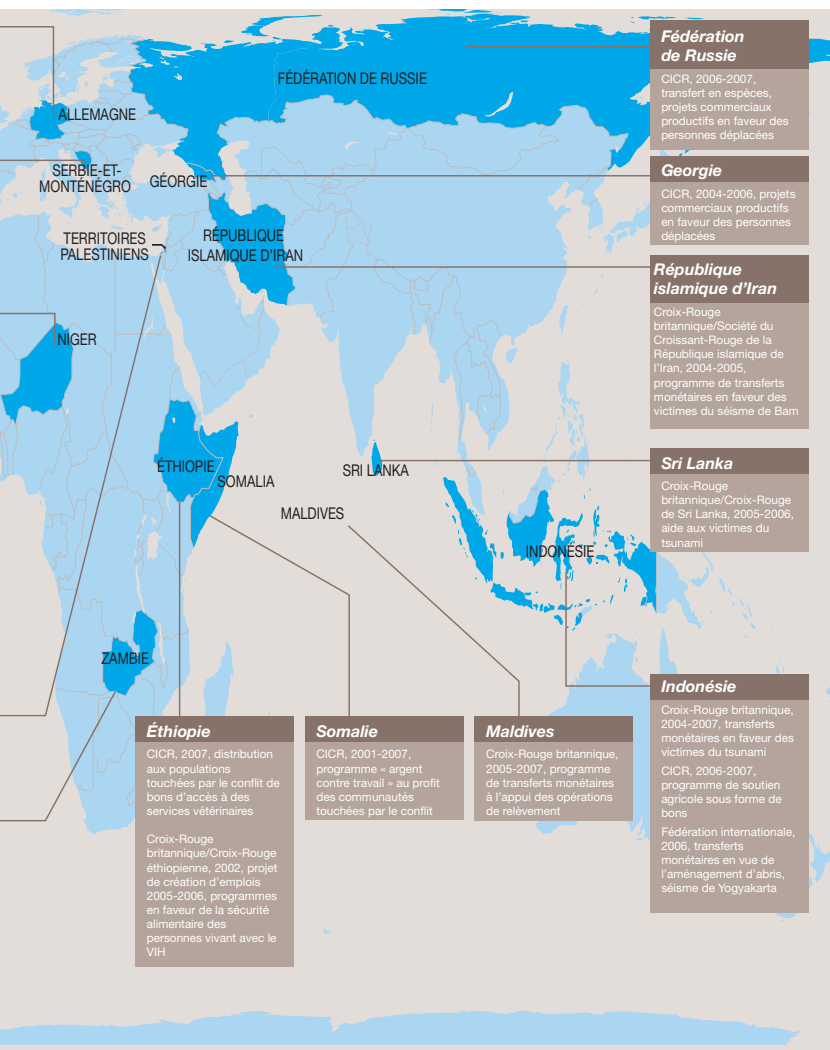 FÉDÉRATION DE RUSSIE
ALLEMAGNE
SERBIE-ET-
MONTÉNÉGRO
GÉORGIE
TERRITOIRES
PALESTINIENS
RÉPUBLIQUE
ISLAMIQUE D'IRAN
NIGER
ÉTHIOPIE
SOMALIA
SRI LANKA
MALDIVES
INDONÉSIE
ZAMBIE
Fédération
de Russie
CICR, 2006-2007,
transfert en espèces,
projets commerciaux
productifs en faveur des
personnes déplacées
Georgie
CICR, 2004-2006, projets
commerciaux productifs
en faveur des personnes
déplacées
République
islamique d'Iran
Croix-Rouge
britannique/Société du
Croissant-Rouge de la
République islamique de
l'Iran, 2004-2005,
programme de transferts
monétaires en faveur des
victimes du séisme de Bam
Sri Lanka
Croix-Rouge
britannique/Croix-Rouge
de Sri Lanka, 2005-2006,
aide aux victimes du
tsunami
Indonésie
Croix-Rouge britannique,
2004-2007, transferts
monétaires en faveur des
victimes du tsunami
CICR, 2006-2007,
programme de soutien
agricole sous forme de
bons
Fédération internationale,
2006, transferts
monétaires en vue de
l'aménagement d'abris,
séisme de Yogyakarta
Éthiopie
CICR, 2007, distribution
aux populations
touchées par le conflit de
bons d'accès à des
services vétérinaires
Croix-Rouge
britannique/Croix-Rouge
éthiopienne, 2002, projet
de création d'emplois
2005-2006, programmes
en faveur de la sécurité
alimentaire des
personnes vivant avec le
VIH
Somalie
CICR, 2001-2007,
programme « argent
contre travail » au profit
des communautés
touchées par le conflit
Maldives
Croix-Rouge britannique,
2005-2007, programme
de transferts monétaires
à l'appui des opérations
de relèvement